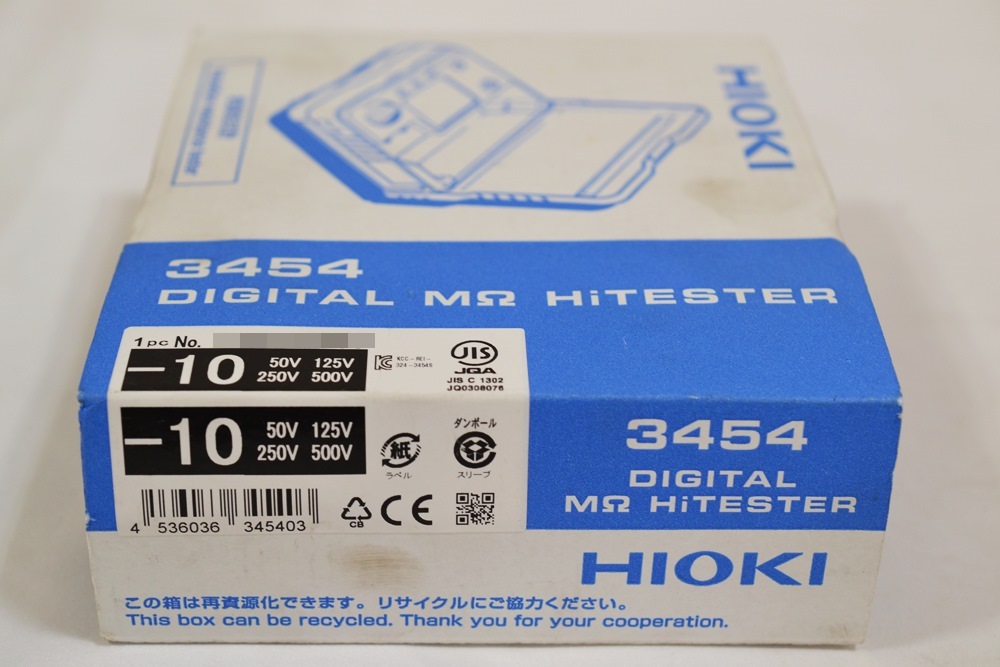 HIOKI
3454
DIGITAL MΩ HiTESTER
1 pc No.
-10 50V 125V
250V 500V
JIS
JQA
JIS C 1302
JQ0308076
-10 50V 125V
250V 500V
紙
ラベル
ダンボール
スリーブ
4 536036 345403
CB
CE
3454
DIGITAL
MΩ HiTESTER
HIOKI
この箱は再資源化できます。リサイクルにご協力ください。
This box can be recycled. Thank you for your cooperation.